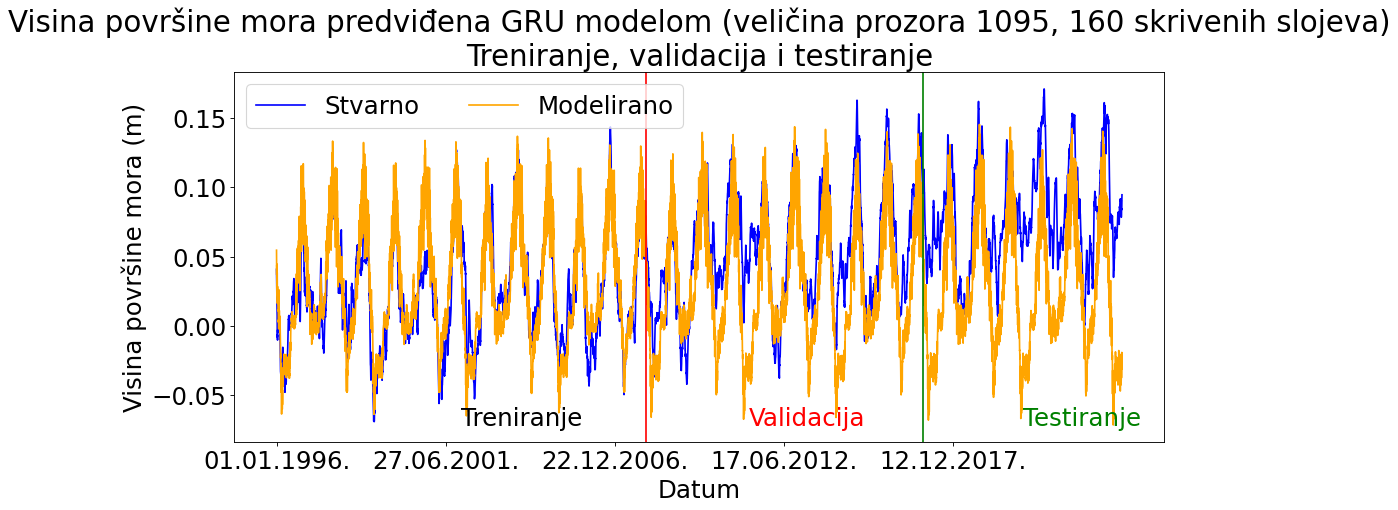 Visina površine mora predviđena GRU modelom (veličina prozora 1095, 160 skrivenih slojeva)
Treniranje, validacija i testiranje
Stvarno
Modelirano
Visina površine mora (m)
0.15
0.10
0.05
0.00
−0.05
Treniranje
Validacija
Testiranje
01.01.1996.
27.06.2001.
22.12.2006.
17.06.2012.
12.12.2017.
Datum